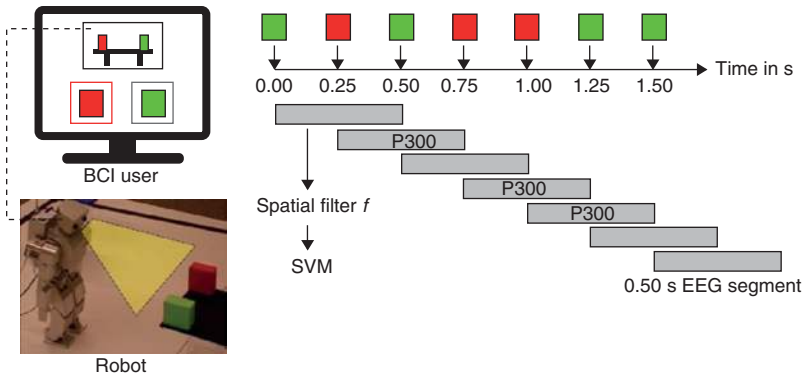 0.00 0.25 0.50 0.75 1.00 1.25 1.50
Time in s
BCI user
P300
P300
P300
Spatial filter f
SVM
0.50 s EEG segment
Robot